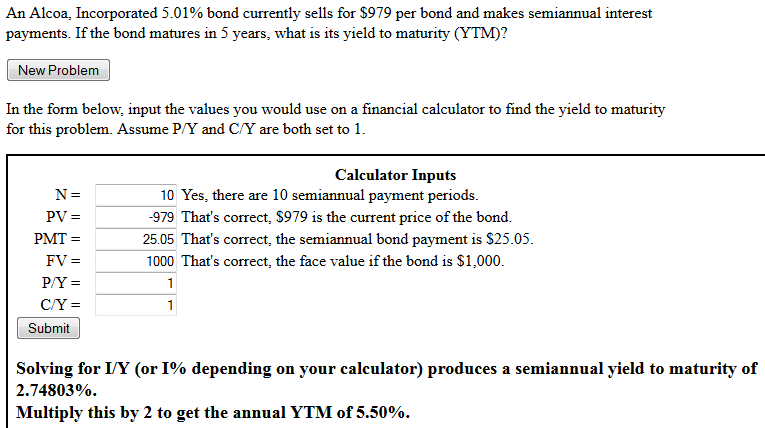 An Alcoa, Incorporated 5.01% bond currently sells for $979 per bond and makes semiannual interest
payments. If the bond matures in 5 years, what is its yield to maturity (YTM)?
New Problem
In the form below, input the values you would use on a financial calculator to find the yield to maturity
for this problem. Assume P/Y and C/Y are both set to 1.
Calculator Inputs
N = 10 Yes, there are 10 semiannual payment periods.
PV = -979 That's correct, $979 is the current price of the bond.
PMT = 25.05 That's correct, the semiannual bond payment is $25.05.
FV = 1000 That's correct, the face value if the bond is $1,000.
P/Y = 1
C/Y = 1
Submit
Solving for I/Y (or I% depending on your calculator) produces a semiannual yield to maturity of
2.74803%.
Multiply this by 2 to get the annual YTM of 5.50%.